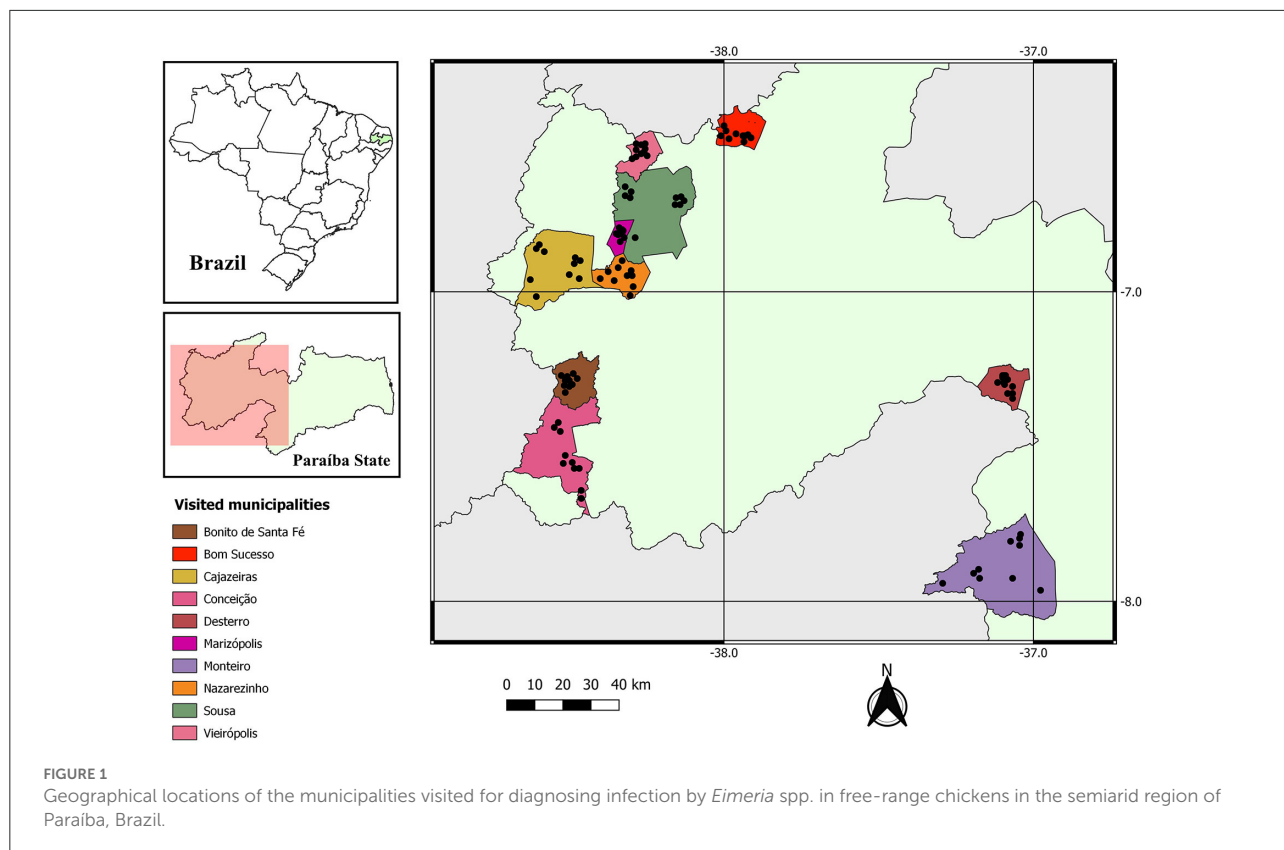 -38.0
-37.0
Brazil
-7.0
Paraíba State
Visited municipalities
Bonito de Santa Fé
Bom Sucesso
Cajazeiras
Conceição
Desterro
Marizópolis
Monteiro
Nazarezinho
Sousa
Vieirópolis
-8.0
-38.0
-37.0
0 10 20 30 40 km
N
FIGURE 1
Geographical locations of the municipalities visited for diagnosing infection by Eimeria spp. in free-range chickens in the semiarid region of
Paraíba, Brazil.